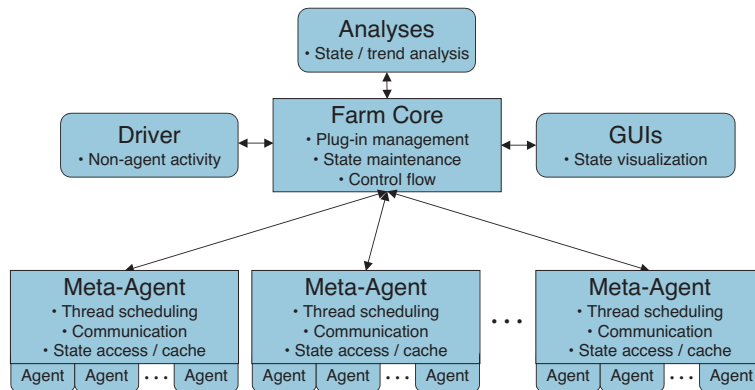 Analyses
• State / trend analysis
Driver
• Non-agent activity
Farm Core
• Plug-in management
• State maintenance
• Control flow
GUIs
• State visualization
Meta-Agent
• Thread scheduling
• Communication
• State access / cache
Agent Agent ... Agent
Meta-Agent
• Thread scheduling
• Communication
• State access / cache
Agent Agent ... Agent
...
Meta-Agent
• Thread scheduling
• Communication
• State access / cache
Agent Agent ... Agent